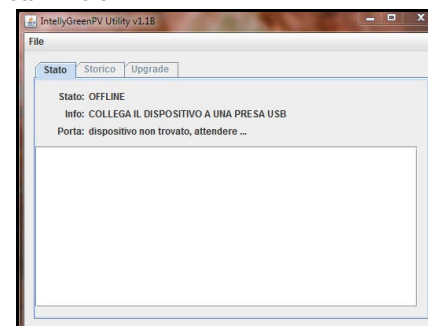 IntellyGreenPV Utility v1.1B
File
Stato Storico Upgrade
Stato: OFFLINE
Info: COLLEGA IL DISPOSITIVO A UNA PRESA USB
Porta: dispositivo non trovato, attendere ...